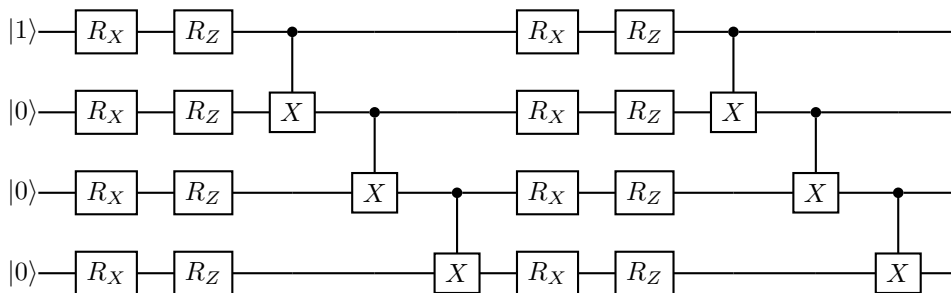 |1⟩ R_X R_Z R_X R_Z
X X
|0⟩ R_X R_Z R_X R_Z
X X
|0⟩ R_X R_Z R_X R_Z
X X
|0⟩ R_X R_Z R_X R_Z